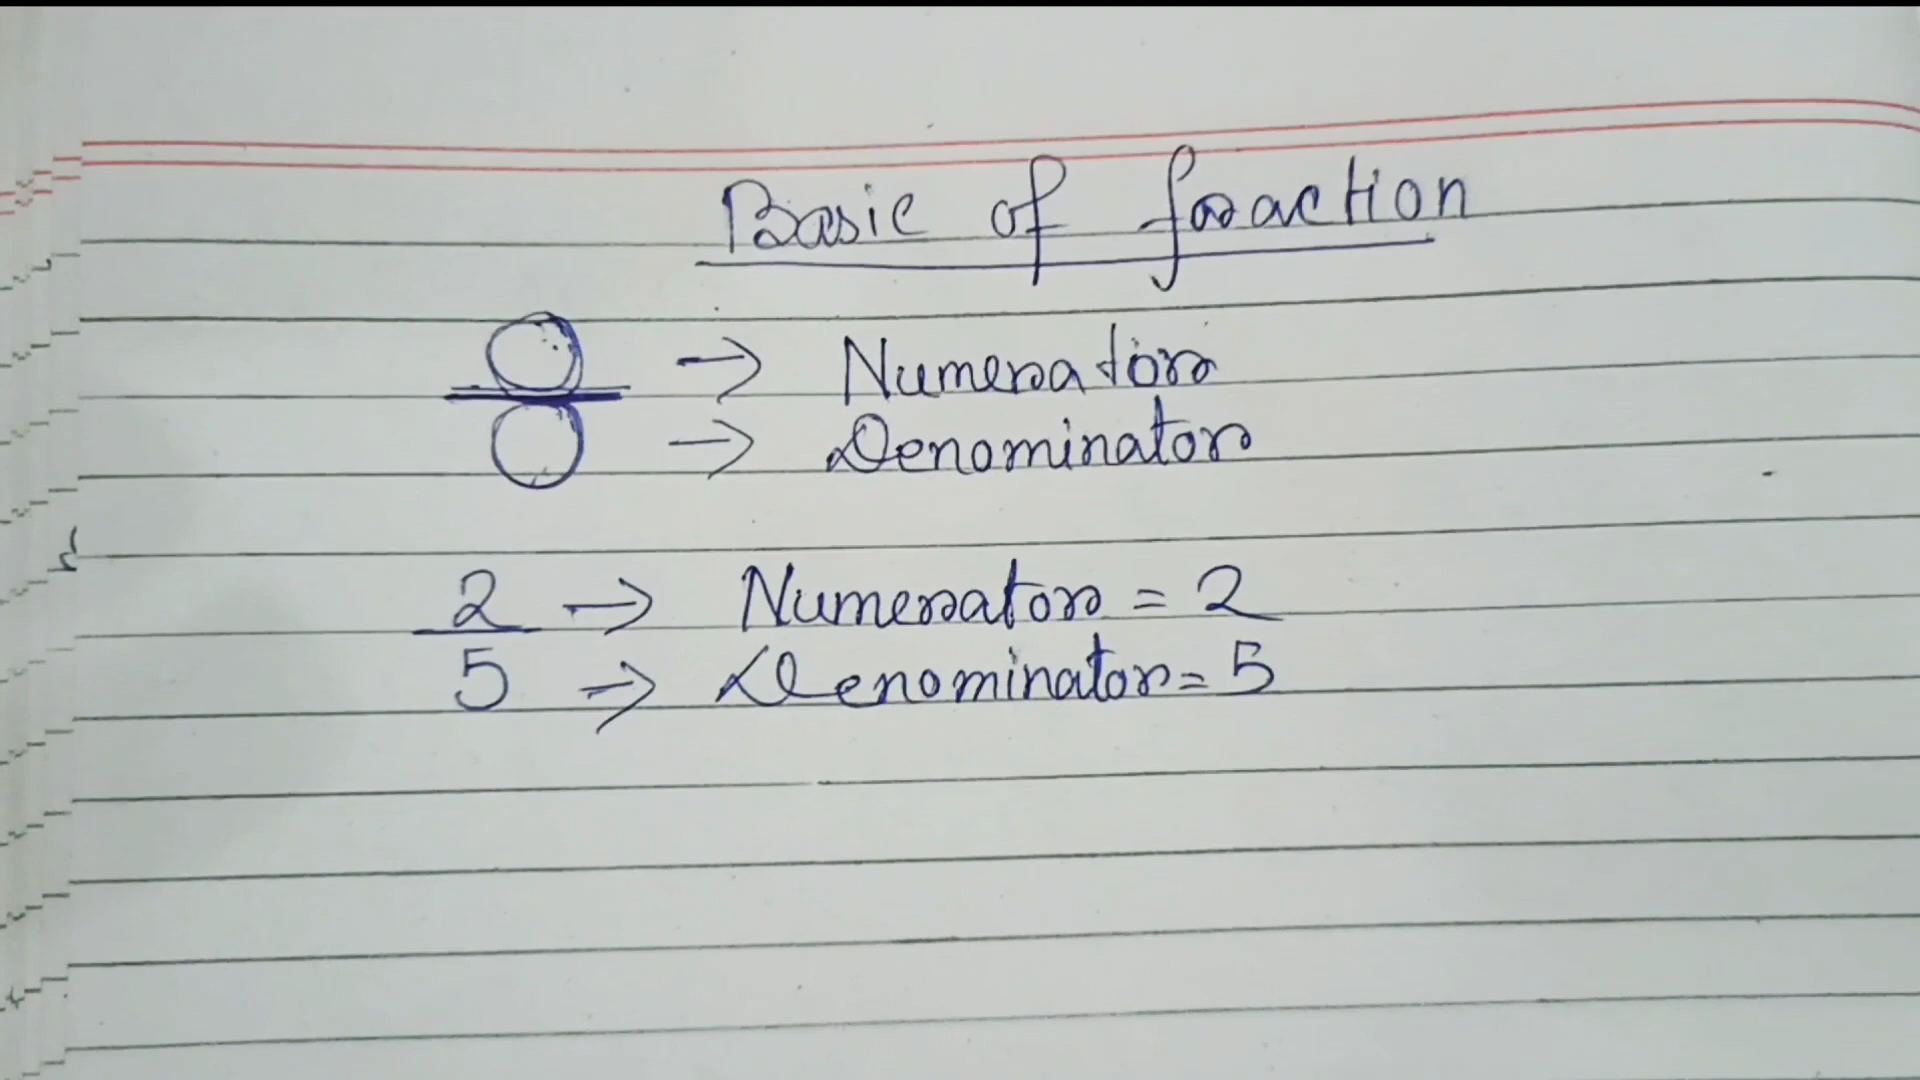 Basic of fraction
→ Numerator
→ Denominator
2 → Numerator = 2
5 → Denominator = 5